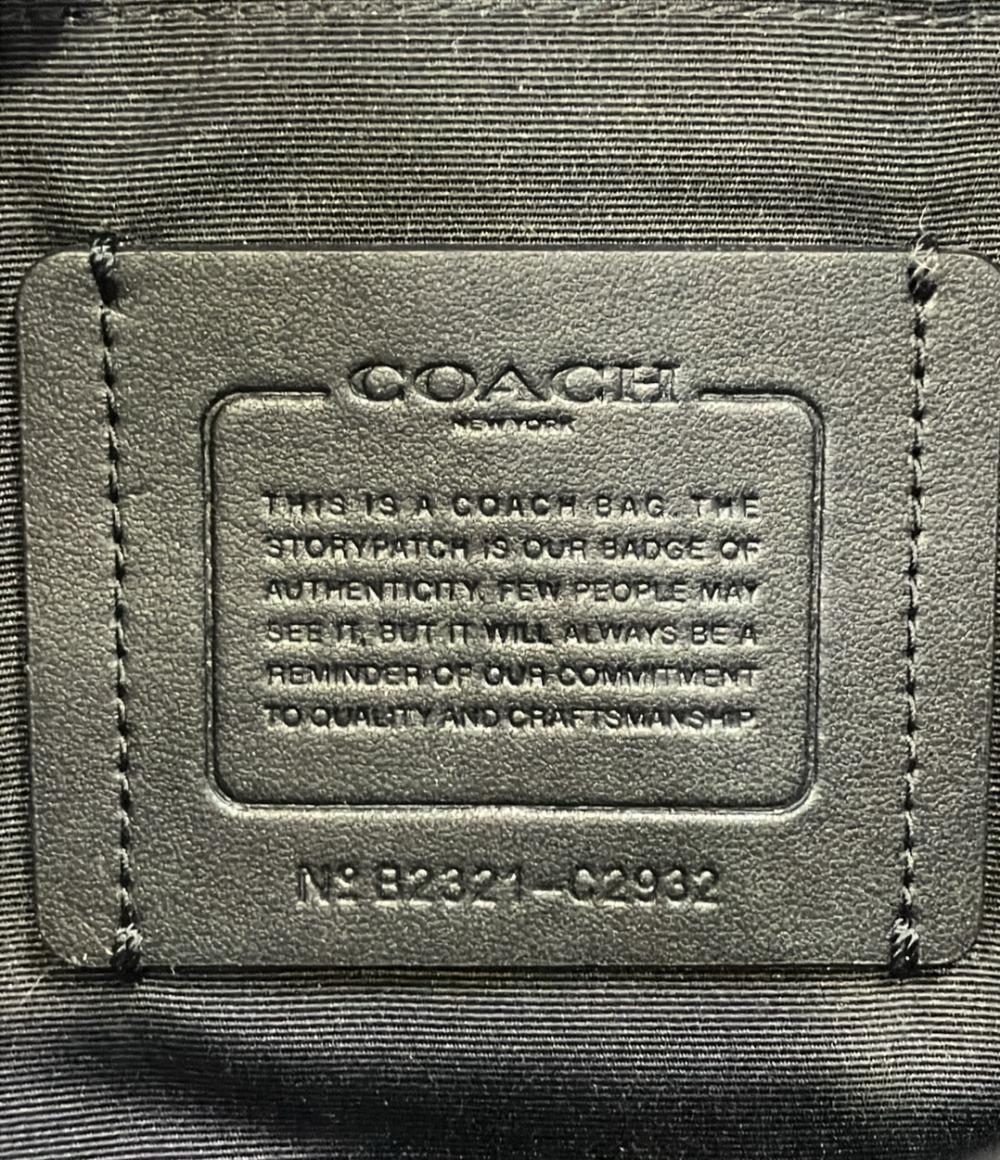 COACH
NEW YORK
THIS IS A COACH BAG. THE
STORYPATCH IS OUR BADGE OF
AUTHENTICITY. FEW PEOPLE MAY
SEE IT, BUT IT WILL ALWAYS BE A
REMINDER OF OUR COMMITMENT
TO QUALITY AND CRAFTSMANSHIP.
Nº B2321-C2932